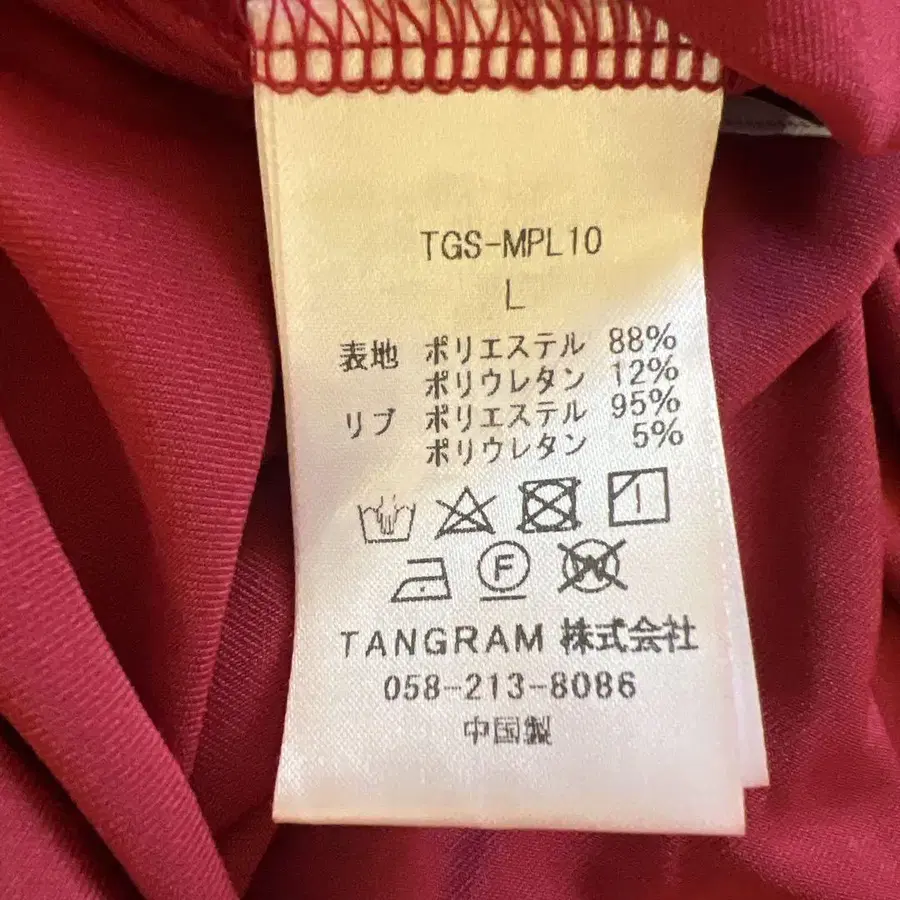 TGS-MPL10
L
表地 ポリエステル 88%
ポリウレタン 12%
リブ ポリエステル 95%
ポリウレタン 5%
F
W
TANGRAM 株式会社
058-213-8086
中国製